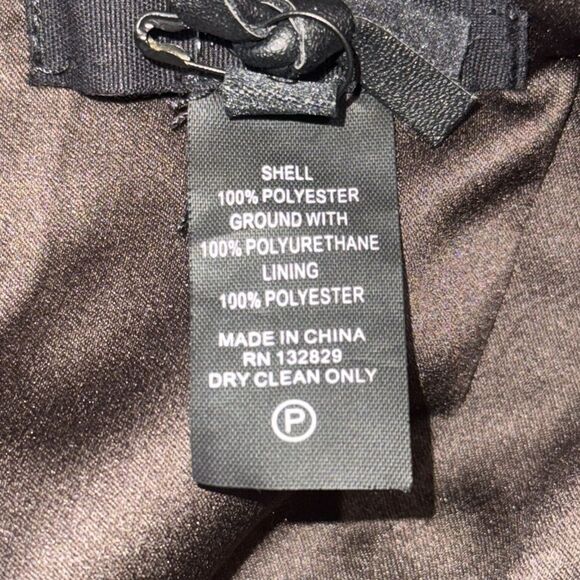 SHELL
100% POLYESTER
GROUND WITH
100% POLYURETHANE
LINING
100% POLYESTER
MADE IN CHINA
RN 132829
DRY CLEAN ONLY
P